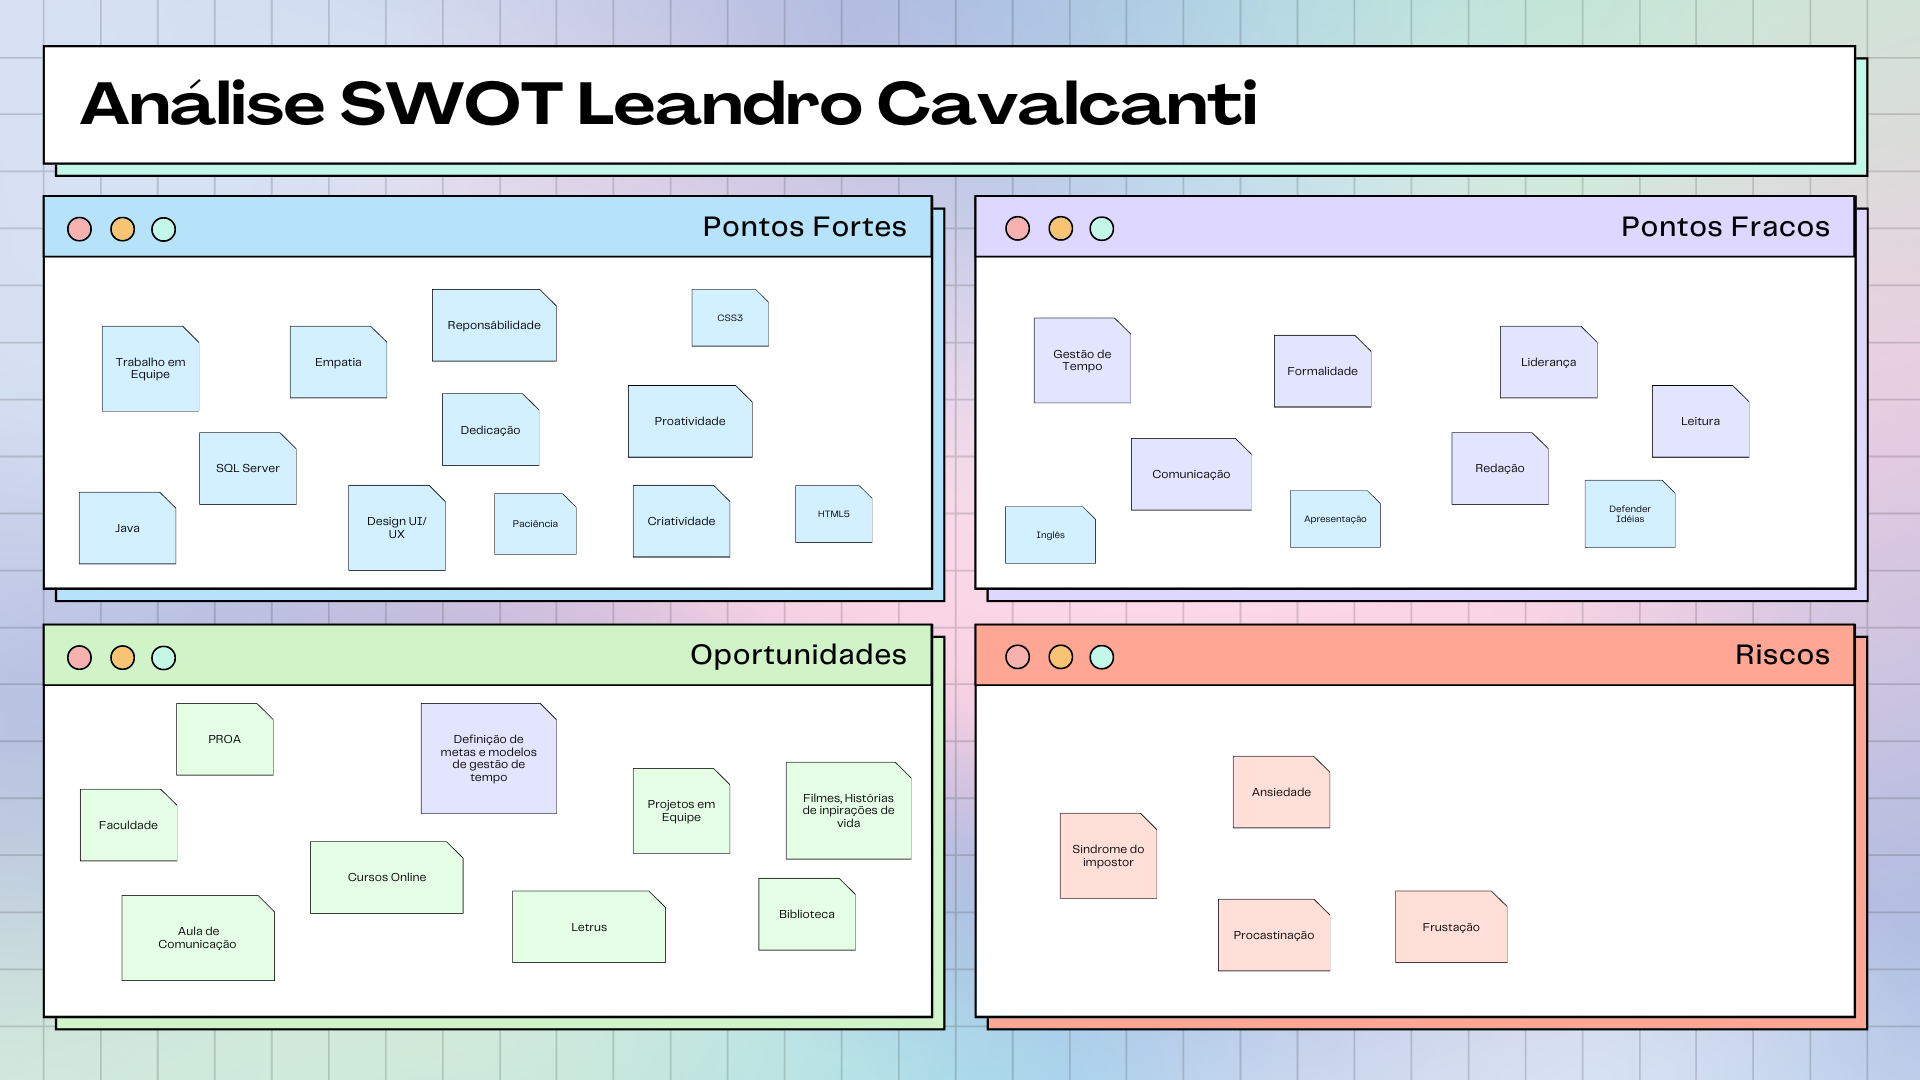 Análise SWOT Leandro Cavalcanti
Pontos Fortes
Reponsábilidade
CSS3
Trabalho em
Equipe
Empatia
Proatividade
Dedicação
SQL Server
Java
Design UI/
UX
Paciência
Criatividade
HTML5
Pontos Fracos
Gestão de
Tempo
Formalidade
Liderança
Leitura
Comunicação
Redação
Inglês
Apresentação
Defender
Idéias
Oportunidades
PROA
Definição de
metas e modelos
de gestão de
tempo
Projetos em
Equipe
Filmes, Histórias
de inpirações de
vida
Faculdade
Cursos Online
Letrus
Biblioteca
Aula de
Comunicação
Riscos
Ansiedade
Sindrome do
impostor
Procastinação
Frustação